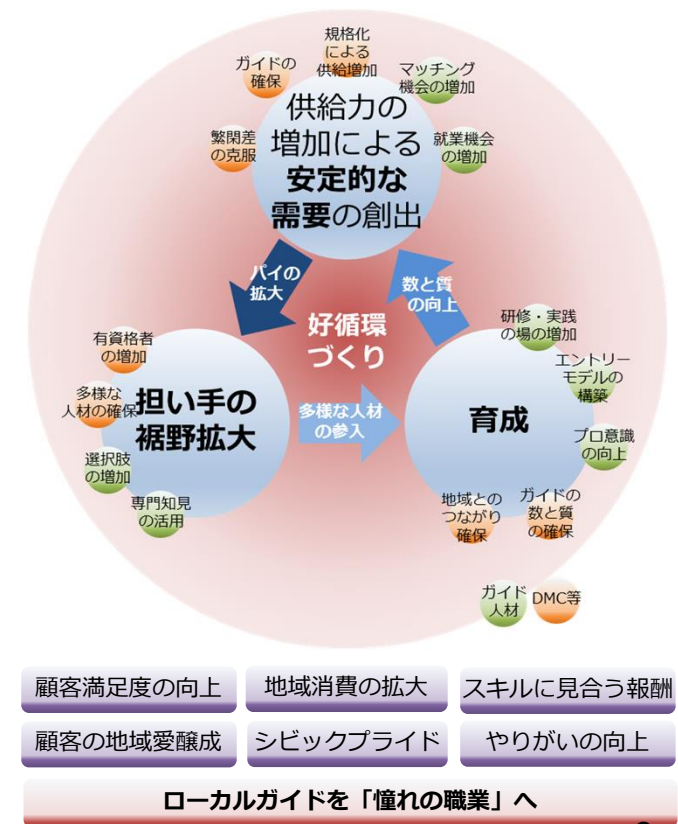 規格化
による
供給増加
ガイドの
確保
マッチング
機会の増加
繁閑差
の克服
就業機会
の増加
供給力の
増加による
安定的な
需要の創出
パイの
拡大
数と質
の向上
好循環
づくり
有資格者
の増加
多様な
人材の確保
選択肢
の増加
専門知見
の活用
担い手の
裾野拡大
多様な人材
の参入
育成
研修・実践
の場の増加
エントリー
モデルの
構築
プロ意識
の向上
地域との
つながり
確保
ガイドの
数と質
の確保
ガイド
人材
DMC等
顧客満足度の向上
地域消費の拡大
スキルに見合う報酬
顧客の地域愛醸成
シビックプライド
やりがいの向上
ローカルガイドを「憧れの職業」へ